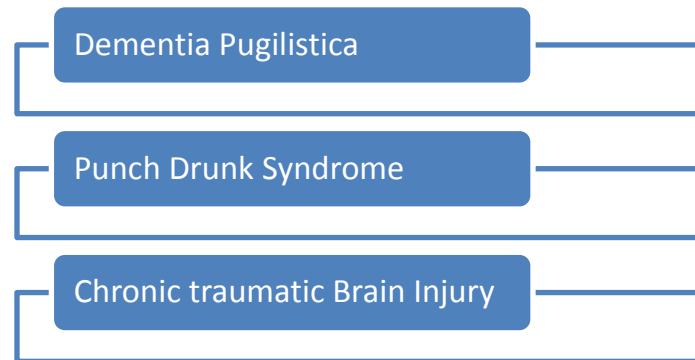 Dementia Pugilistica
Punch Drunk Syndrome
Chronic traumatic Brain Injury